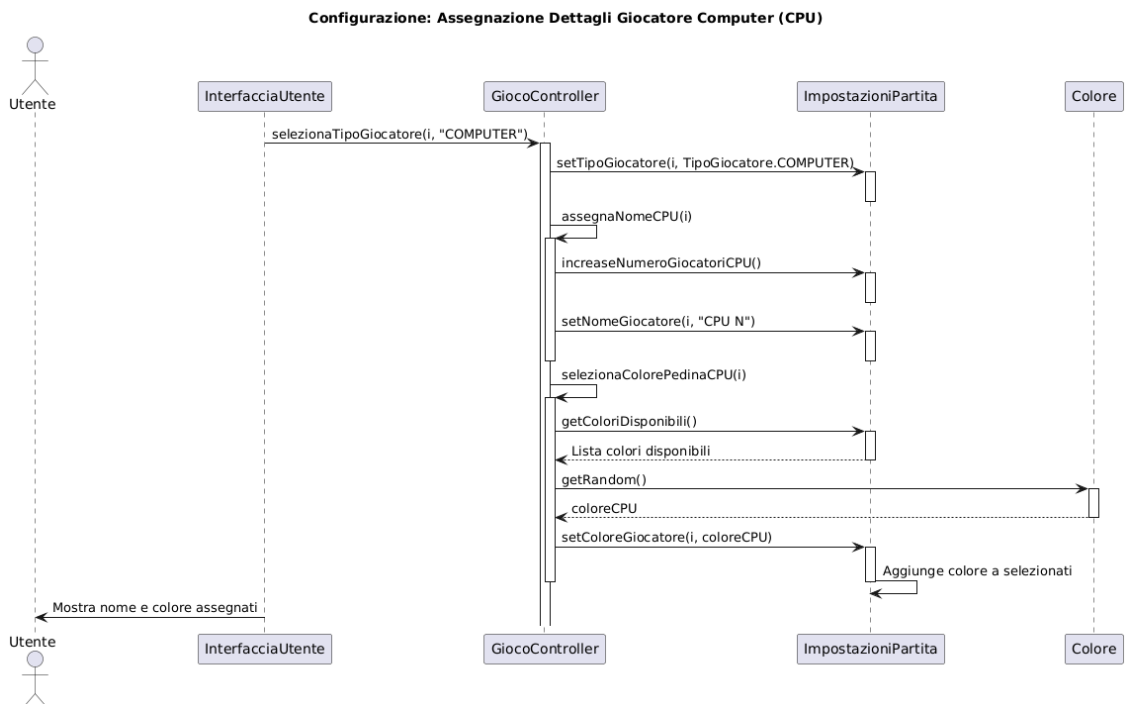 Configurazione: Assegnazione Dettagli Giocatore Computer (CPU)
Utente
InterfacciaUtente
GiocoController
ImpostazioniPartita
Colore
selezionaTipoGiocatore(i, "COMPUTER")
setTipoGiocatore(i, TipoGiocatore.COMPUTER)
assegnaNomeCPU(i)
increaseNumeroGiocatoriCPU()
setNomeGiocatore(i, "CPU N")
selezionaColorePedinaCPU(i)
getColoriDisponibili()
Lista colori disponibili
getRandom()
coloreCPU
setColoreGiocatore(i, coloreCPU)
Aggiunge colore a selezionati
Mostra nome e colore assegnati
Utente
InterfacciaUtente
GiocoController
ImpostazioniPartita
Colore